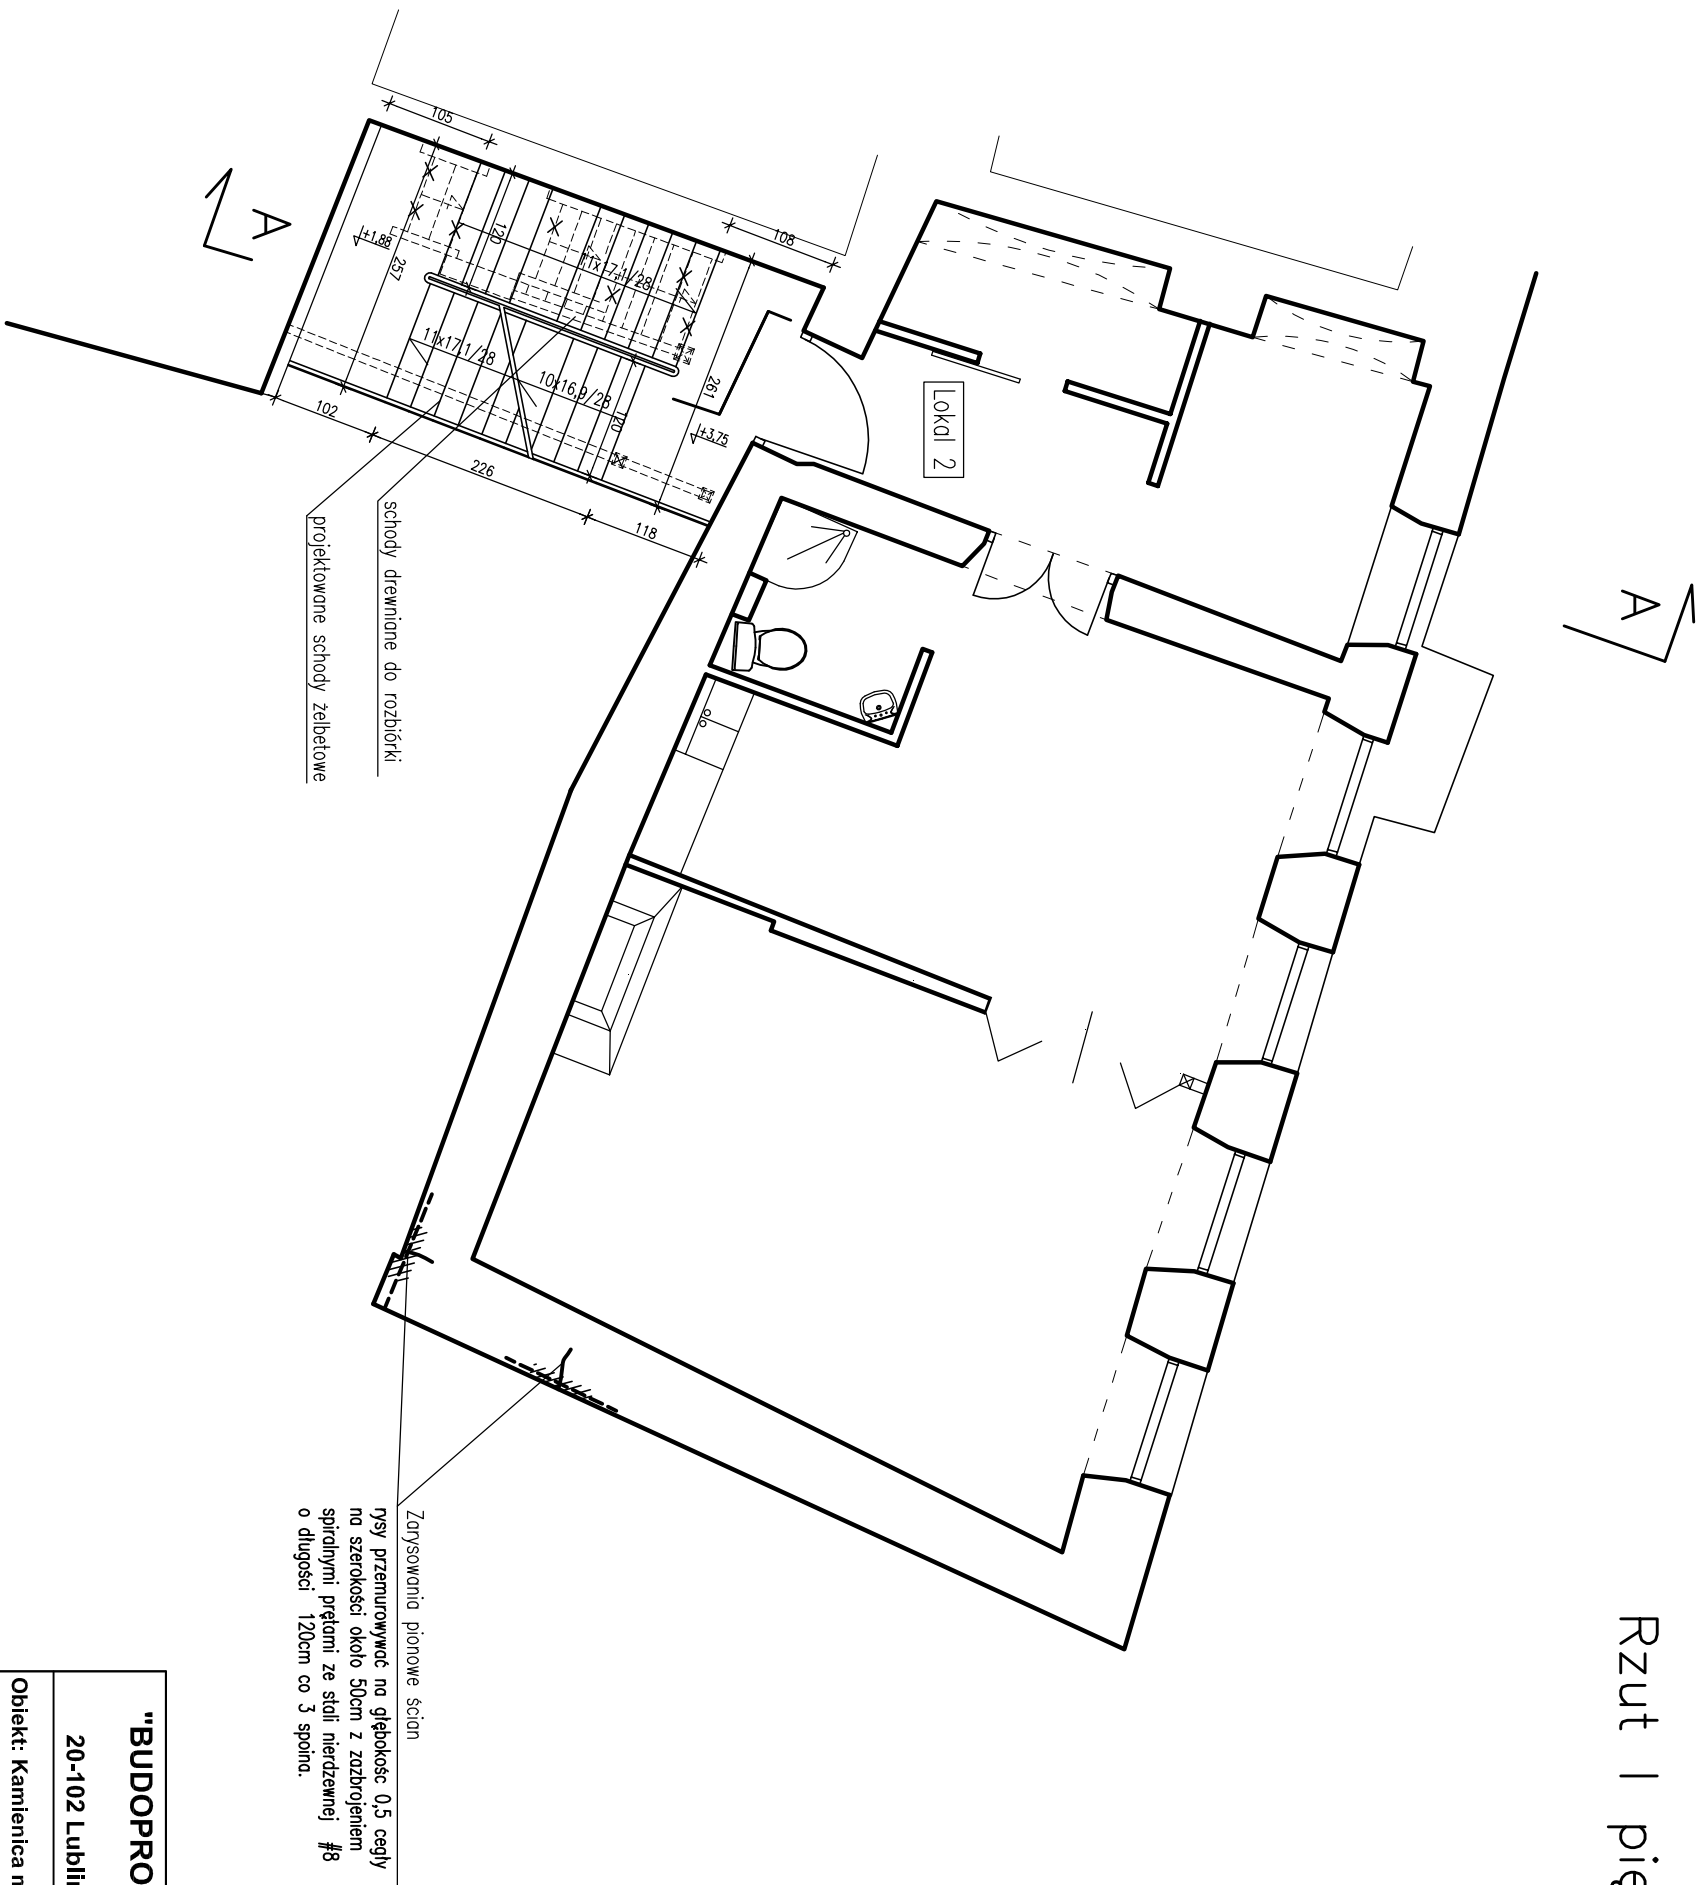 Rzut I pię
A
A
Lokal 2
105
108
120
11x17,1/28
+1,88
257
11x17,1/28
10x16,9/28
120
261
+3,75
102
226
118
schody drewniane do rozbiórki
projektowane schody żelbetowe
Zarysowania pionowe ścian
rysy przemurowywać na głębokośc 0,5 cegły
na szerokości około 50cm z zazbrojeniem
spiralnymi prętami ze stali nierdzewnej #8
o długości 120cm co 3 spoina.
"BUDOPRO
20-102 Lublin
Obiekt: Kamienica n